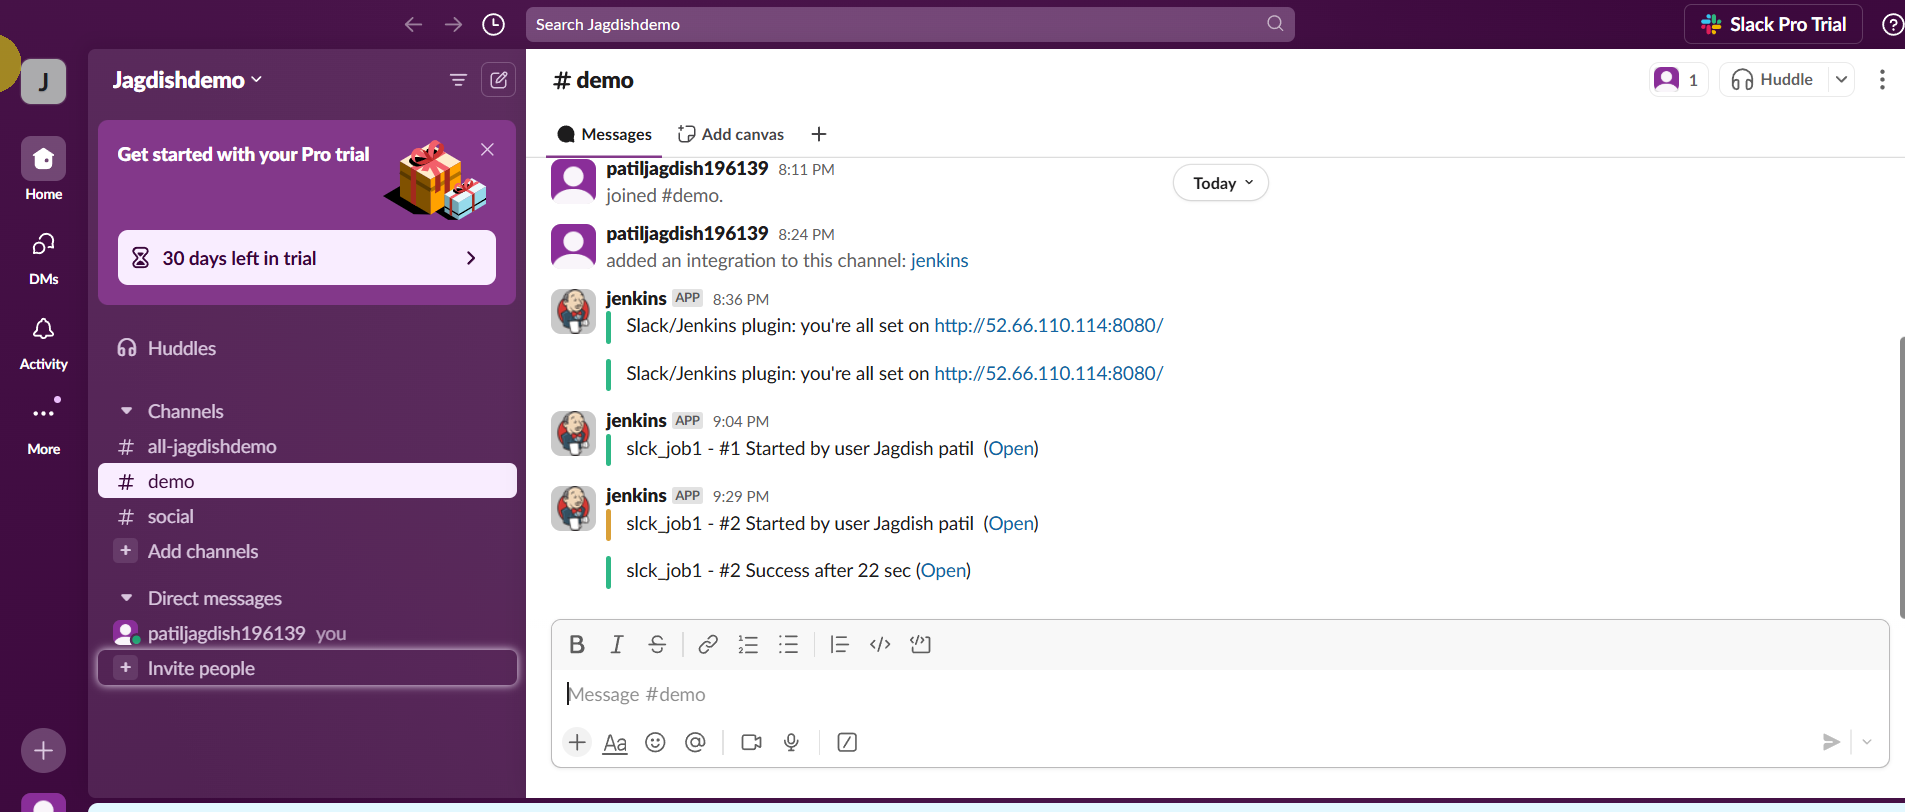 Search Jagdishdemo
Slack Pro Trial
J
Jagdishdemo
Get started with your Pro trial
30 days left in trial
Home
DMs
Activity
More
Huddles
Channels
# all-jagdishdemo
# demo
# social
+ Add channels
Direct messages
patiljagdish196139 you
+ Invite people
# demo
1
Huddle
Messages
Add canvas
Today
patiljagdish196139 8:11 PM
joined #demo.
patiljagdish196139 8:24 PM
added an integration to this channel: jenkins
jenkins APP 8:36 PM
Slack/Jenkins plugin: you're all set on http://52.66.110.114:8080/
Slack/Jenkins plugin: you're all set on http://52.66.110.114:8080/
jenkins APP 9:04 PM
slck_job1 - #1 Started by user Jagdish patil (Open)
jenkins APP 9:29 PM
slck_job1 - #2 Started by user Jagdish patil (Open)
slck_job1 - #2 Success after 22 sec (Open)
B I S
Message #demo
Aa